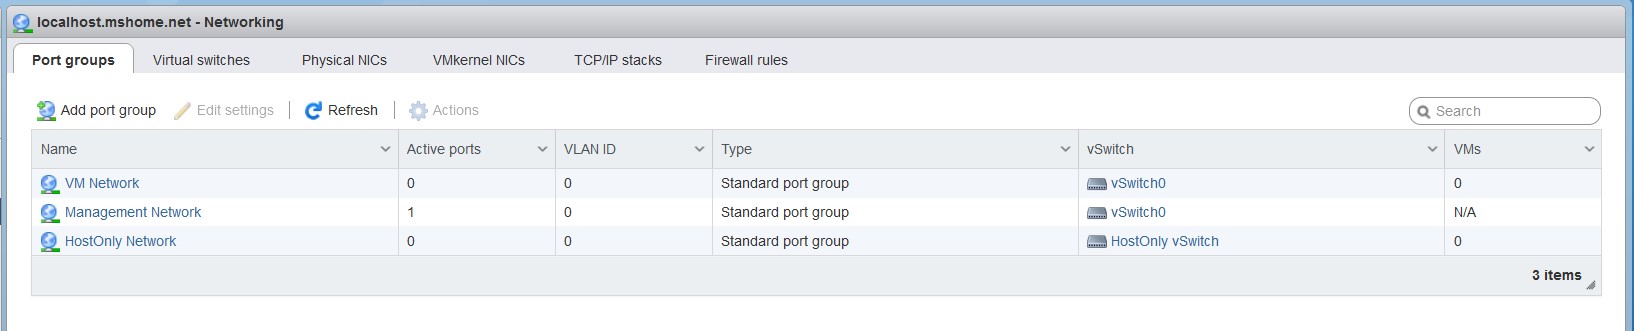 localhost.mshome.net - Networking
Port groups Virtual switches Physical NICs VMkernel NICs TCP/IP stacks Firewall rules
Add port group Edit settings Refresh Actions Search
Name Active ports VLAN ID Type vSwitch VMs
VM Network 0 0 Standard port group vSwitch0 0
Management Network 1 0 Standard port group vSwitch0 N/A
HostOnly Network 0 0 Standard port group HostOnly vSwitch 0
3 items